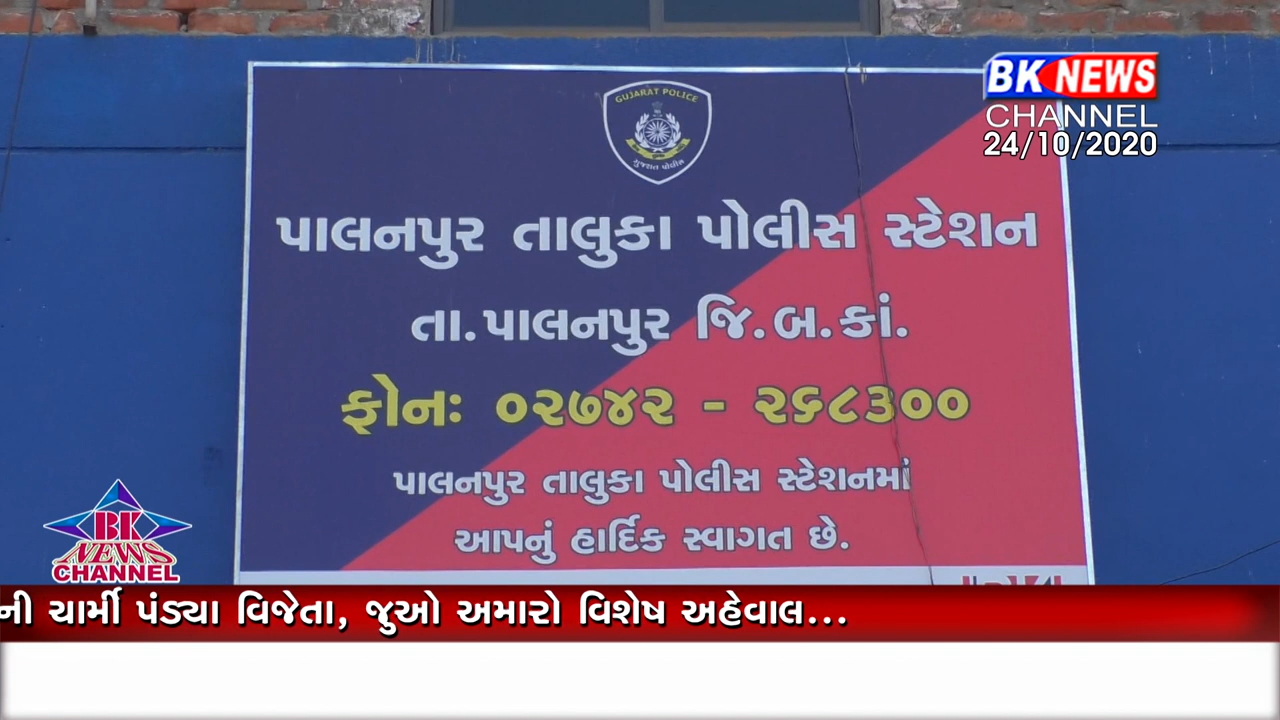 GUJARAT POLICE
ગુજરાત પોલીસ
BK NEWS
CHANNEL
24/10/2020
પાલનપુર તાલુકા પોલીસ સ્ટેશન
તા.પાલનપુર જિ.બ.કાં.
ફોનઃ ૦૨૭૪૨ - ૨૬૮૩૦૦
પાલનપુર તાલુકા પોલીસ સ્ટેશનમાં
આપનું હાર્દિક સ્વાગત છે.
BK
NEWS
CHANNEL
ની ચાર્મી પંડ્યા વિજેતા, જુઓ અમારો વિશેષ અહેવાલ...